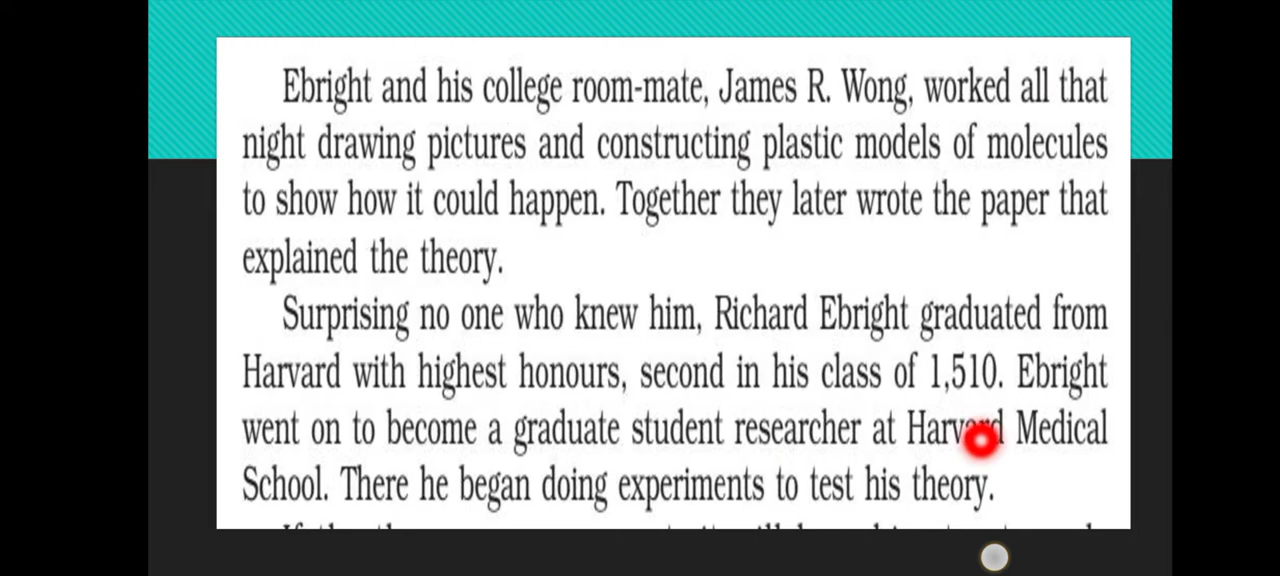 Ebright and his college room-mate, James R. Wong, worked all that
night drawing pictures and constructing plastic models of molecules
to show how it could happen. Together they later wrote the paper that
explained the theory.
Surprising no one who knew him, Richard Ebright graduated from
Harvard with highest honours, second in his class of 1,510. Ebright
went on to become a graduate student researcher at Harvard Medical
School. There he began doing experiments to test his theory.